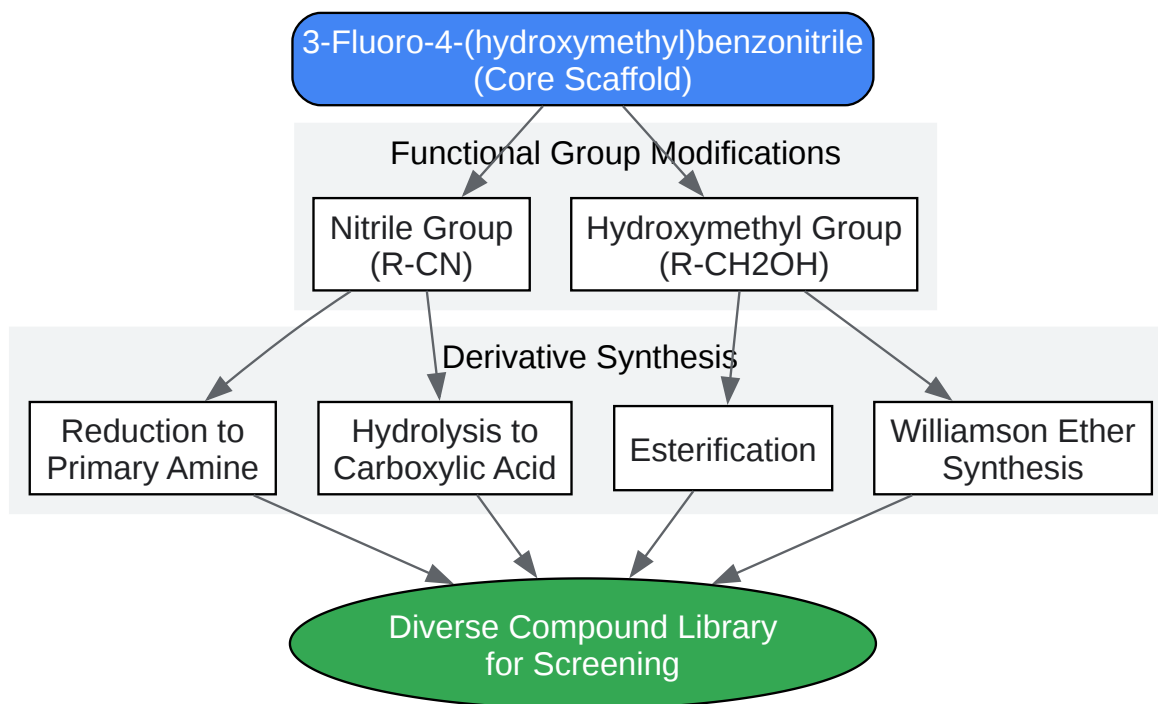 3-Fluoro-4-(hydroxymethyl)benzonitrile
(Core Scaffold)
Functional Group Modifications
Nitrile Group
(R-CN)
Hydroxymethyl Group
(R-CH2OH)
Derivative Synthesis
Reduction to
Primary Amine
Hydrolysis to
Carboxylic Acid
Esterification
Williamson Ether
Synthesis
Diverse Compound Library
for Screening